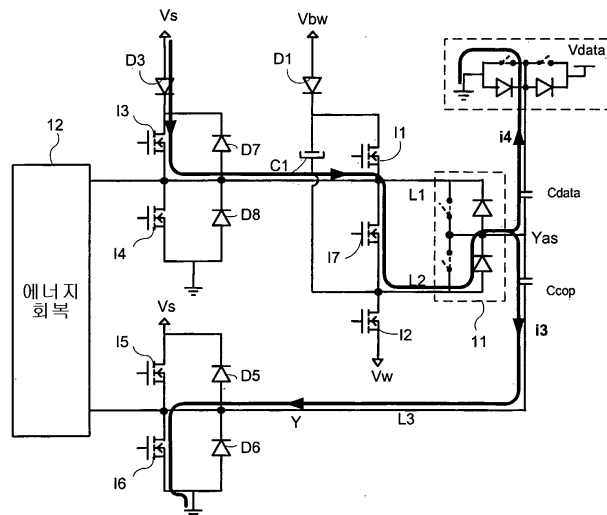 Vs
Vbw
Vdata
D3
D1
I3
D7
12
C1
I1
i4
L1
Cdata
I4
D8
I7
Yas
에너지
회복
L2
Ccop
Vs
I2
11
i3
I5
D5
Vw
Y
L3
D6
I6